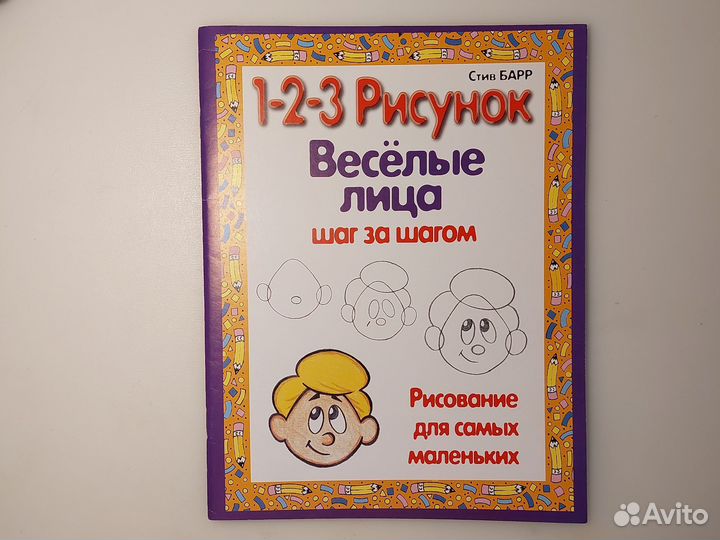 Стив БАРР
1-2-3 Рисунок
Весёлые
лица
шаг за шагом
Рисование
для самых
маленьких
Avito